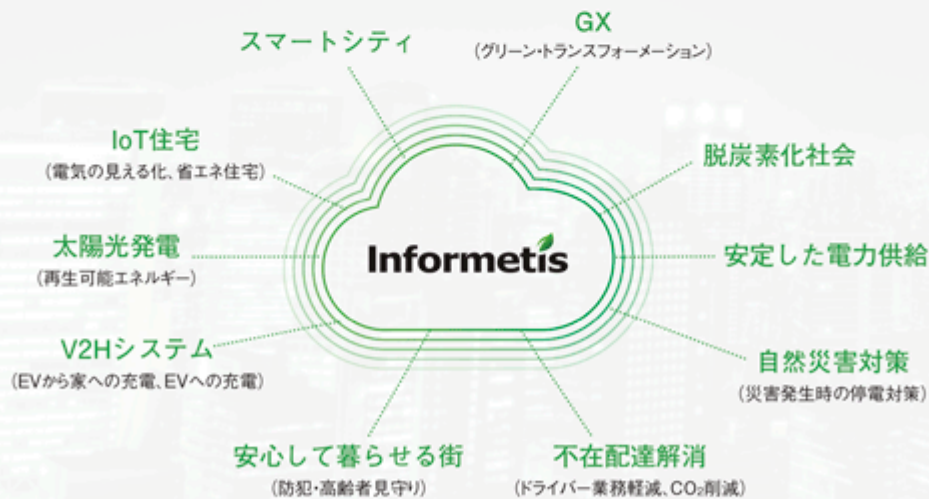 スマートシティ
GX
(グリーン・トランスフォーメーション)
IoT住宅
(電気の見える化、省エネ住宅)
脱炭素化社会
太陽光発電
(再生可能エネルギー)
Informetis
安定した電力供給
V2Hシステム
(EVから家への充電、EVへの充電)
自然災害対策
(災害発生時の停電対策)
安心して暮らせる街
(防犯・高齢者見守り)
不在配達解消
(ドライバー業務軽減、CO₂削減)